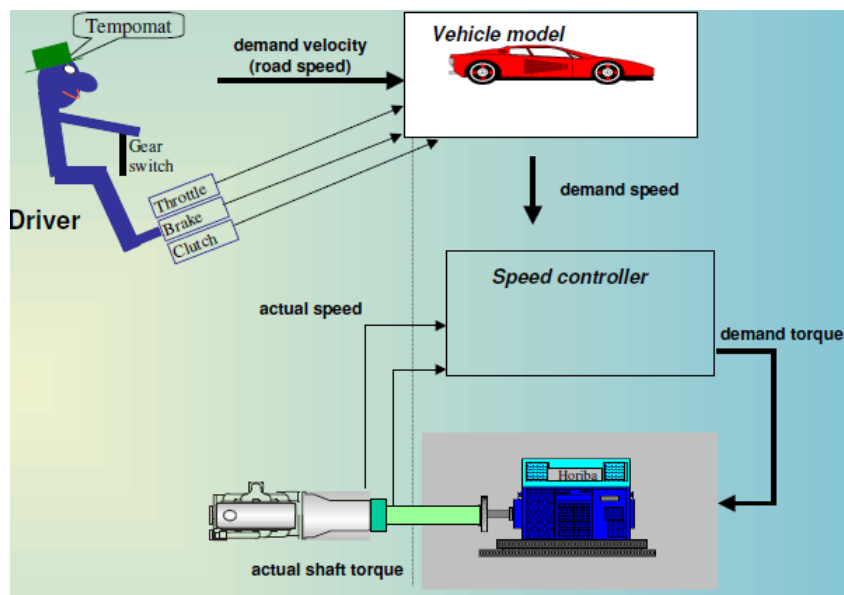 Tempomat
demand velocity
(road speed)
Vehicle model
Gear
switch
Throttle
Brake
Clutch
Driver
demand speed
Speed controller
actual speed
demand torque
Horiba
actual shaft torque